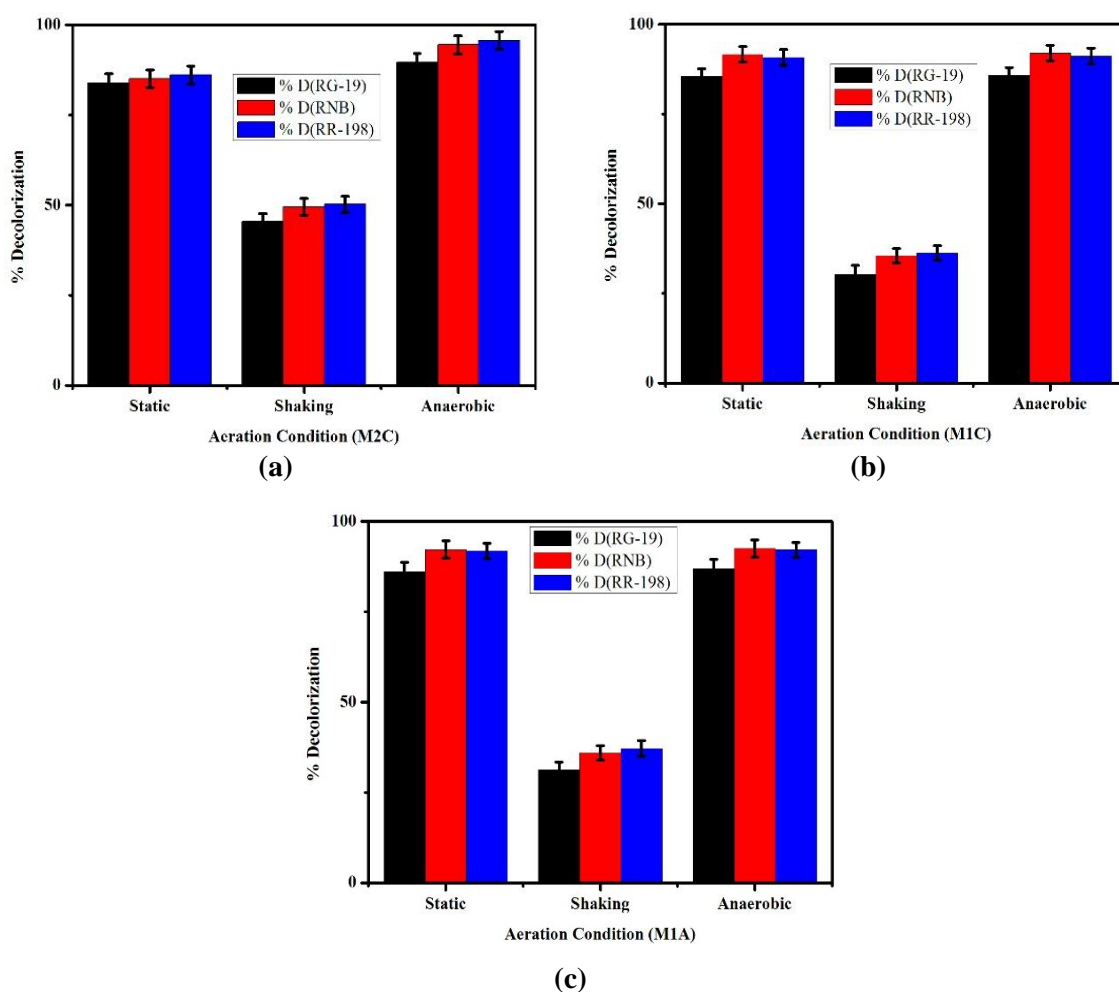 100
% D(RG-19)
% D(RNB)
% D(RR-198)
50
0
% Decolorization
Static Shaking Anaerobic
Aeration Condition (M2C)
(a)
100
% D(RG-19)
% D(RNB)
% D(RR-198)
50
0
% Decolorization
Static Shaking Anaerobic
Aeration Condition (M1C)
(b)
100
% D(RG-19)
% D(RNB)
% D(RR-198)
50
0
% Decolorization
Static Shaking Anaerobic
Aeration Condition (M1A)
(c)